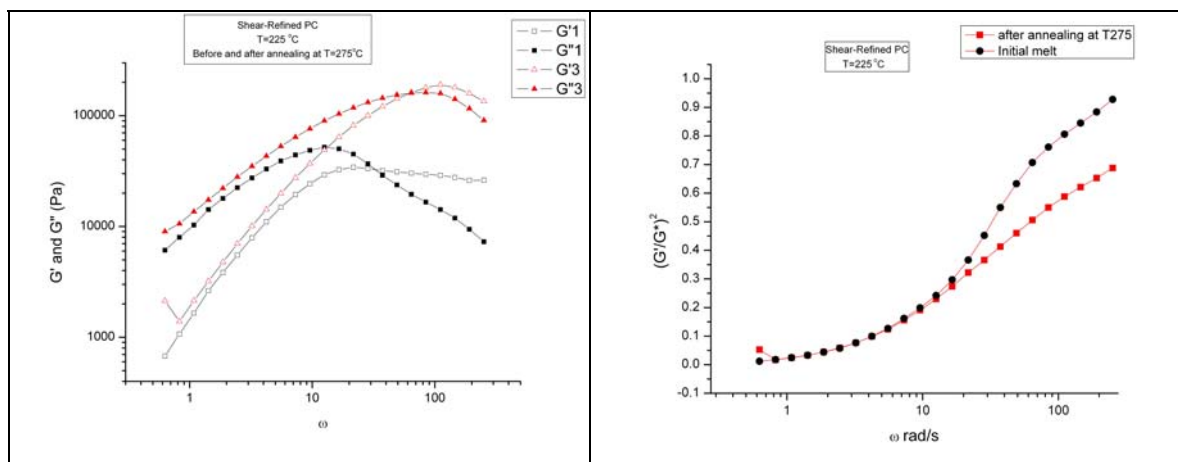 Shear-Refined PC
T=225 °C
Before and after annealing at T=275°C
G'1
G"1
G'3
G"3
G' and G" (Pa)
100000
10000
1000
1
10
100
ω
after annealing at T275
Initial melt
Shear-Refined PC
T=225 °C
(G'/G*)²
1.0
0.9
0.8
0.7
0.6
0.5
0.4
0.3
0.2
0.1
0.0
-0.1
1
10
100
ω rad/s